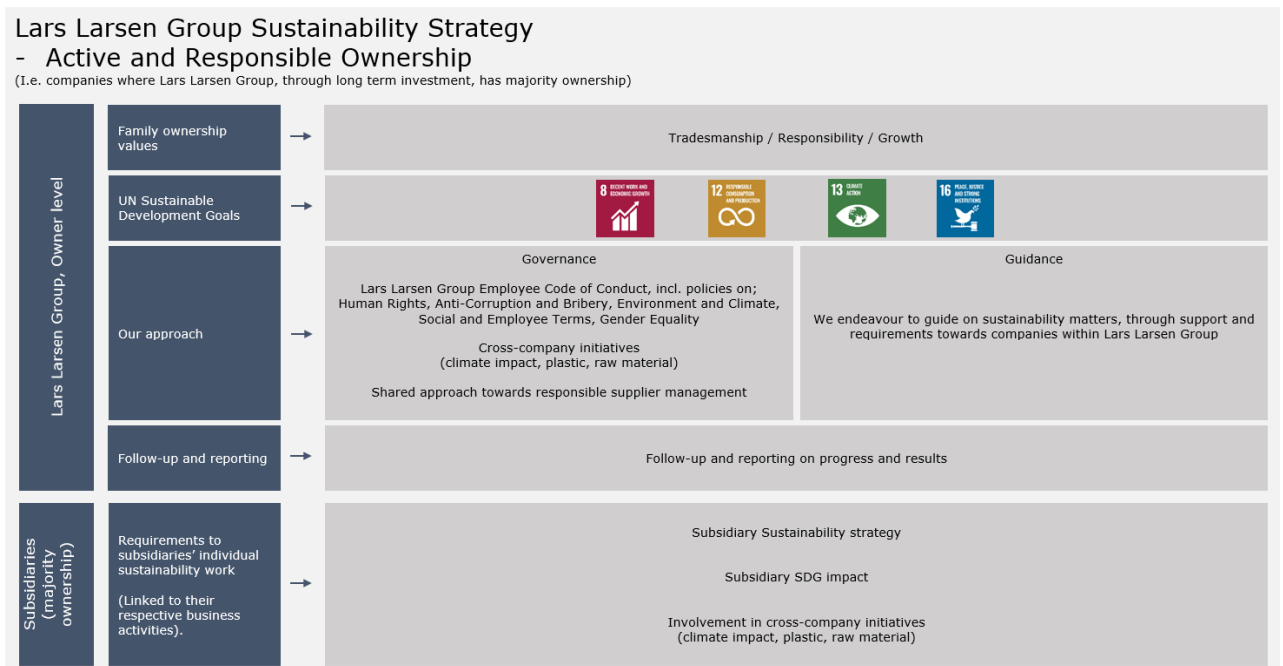 Lars Larsen Group Sustainability Strategy
- Active and Responsible Ownership
(I.e. companies where Lars Larsen Group, through long term investment, has majority ownership)
Lars Larsen Group, Owner level
Family ownership
values
Tradesmanship / Responsibility / Growth
UN Sustainable
Development Goals
8 DECENT WORK AND
ECONOMIC GROWTH
12 RESPONSIBLE
CONSUMPTION
AND PRODUCTION
13 CLIMATE
ACTION
16 PEACE, JUSTICE
AND STRONG
INSTITUTIONS
Our approach
Governance
Lars Larsen Group Employee Code of Conduct, incl. policies on;
Human Rights, Anti-Corruption and Bribery, Environment and Climate,
Social and Employee Terms, Gender Equality
Cross-company initiatives
(climate impact, plastic, raw material)
Shared approach towards responsible supplier management
Guidance
We endeavour to guide on sustainability matters, through support and
requirements towards companies within Lars Larsen Group
Follow-up and reporting
Follow-up and reporting on progress and results
Subsidiaries
(majority
ownership)
Requirements to
subsidiaries’ individual
sustainability work
(Linked to their
respective business
activities).
Subsidiary Sustainability strategy
Subsidiary SDG impact
Involvement in cross-company initiatives
(climate impact, plastic, raw material)